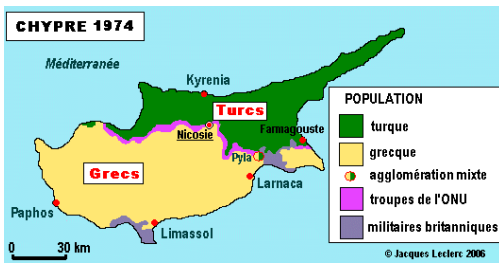 CHYPRE 1974
Méditerranée
Kyrenia
Turcs
Nicosie
Farmagouste
Pyla
Grecs
Larnaca
Paphos
Limassol
0 30 km
POPULATION
turque
grecque
agglomération mixte
troupes de l'ONU
militaires britanniques
© Jacques Leclerc 2006